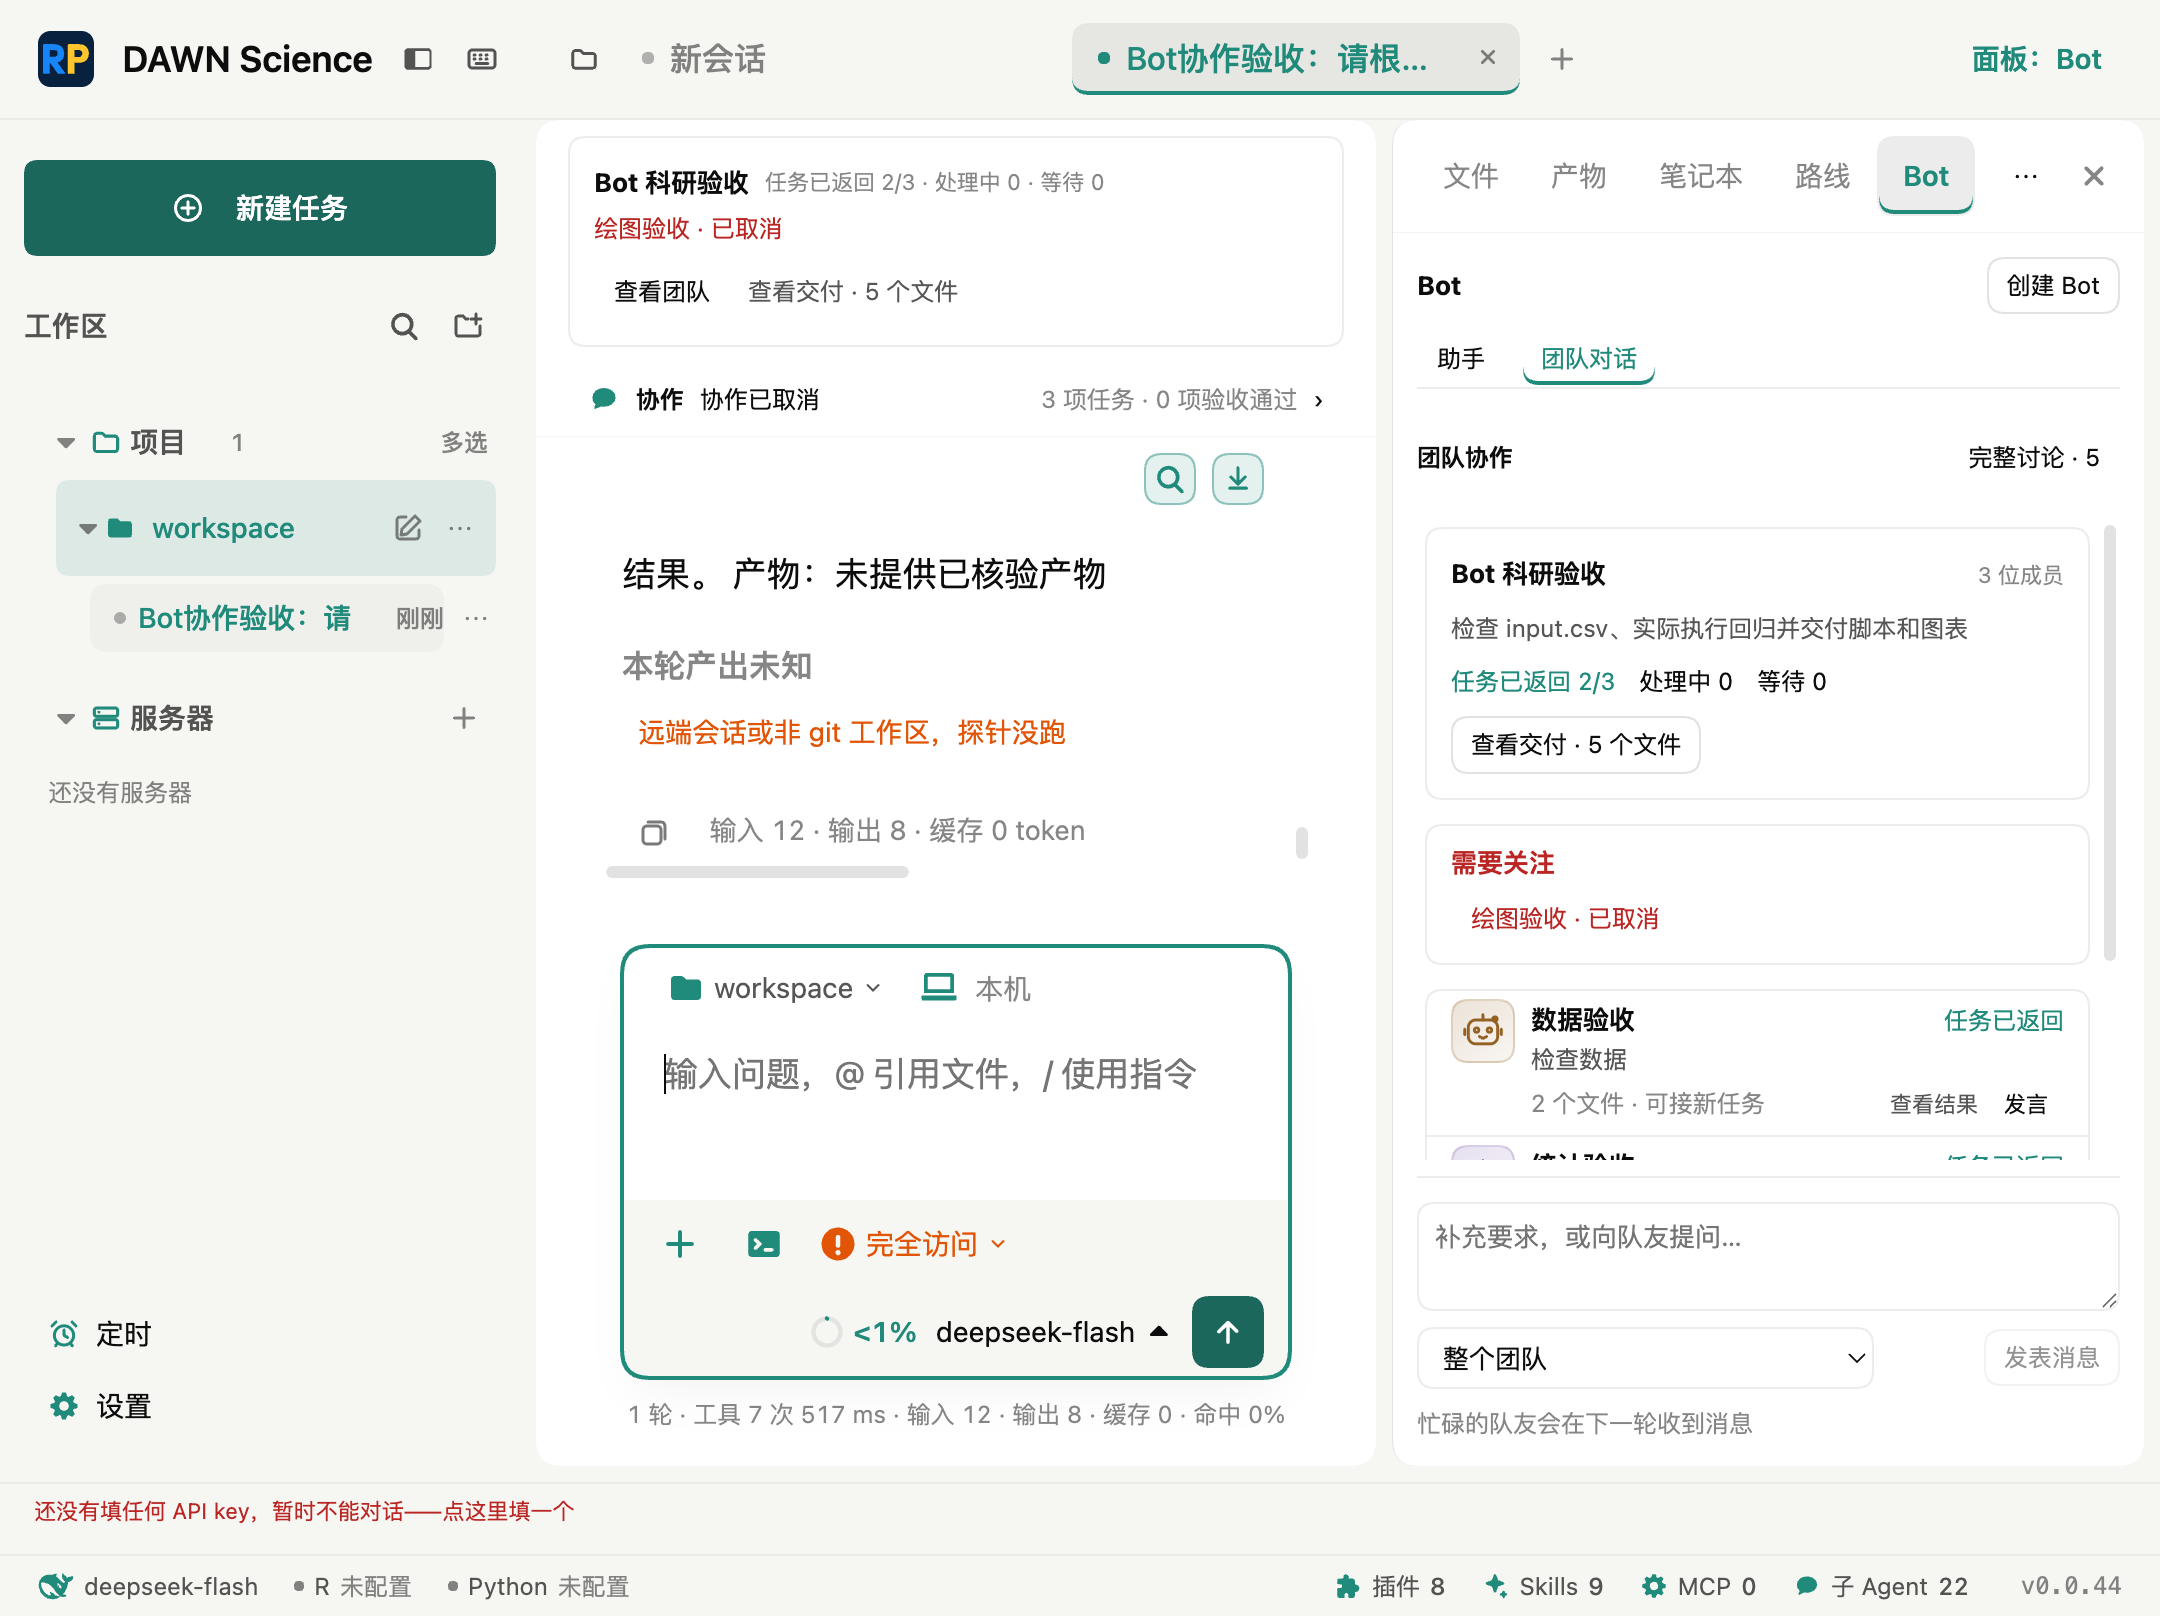 RP DAWN Science
新会话
Bot协作验收：请根...
面板：Bot
新建任务
工作区
项目 1 多选
workspace
Bot协作验收：请 刚刚
服务器
还没有服务器
定时
设置
Bot 科研验收 任务已返回 2/3 · 处理中 0 · 等待 0
绘图验收 · 已取消
查看团队 查看交付 · 5 个文件
协作 协作已取消 3 项任务 · 0 项验收通过
结果。 产物：未提供已核验产物
本轮产出未知
远端会话或非 git 工作区，探针没跑
输入 12 · 输出 8 · 缓存 0 token
workspace 本机
输入问题，@ 引用文件，/ 使用指令
完全访问
<1% deepseek-flash
1 轮 · 工具 7 次 517 ms · 输入 12 · 输出 8 · 缓存 0 · 命中 0%
文件 产物 笔记本 路线 Bot
Bot 创建 Bot
助手 团队对话
团队协作 完整讨论 · 5
Bot 科研验收 3 位成员
检查 input.csv、实际执行回归并交付脚本和图表
任务已返回 2/3 处理中 0 等待 0
查看交付 · 5 个文件
需要关注
绘图验收 · 已取消
数据验收 任务已返回
检查数据
2 个文件 · 可接新任务 查看结果 发言
补充要求，或向队友提问...
整个团队 发表消息
忙碌的队友会在下一轮收到消息
还没有填任何 API key，暂时不能对话——点这里填一个
deepseek-flash R 未配置 Python 未配置
插件 8 Skills 9 MCP 0 子 Agent 22 v0.0.44